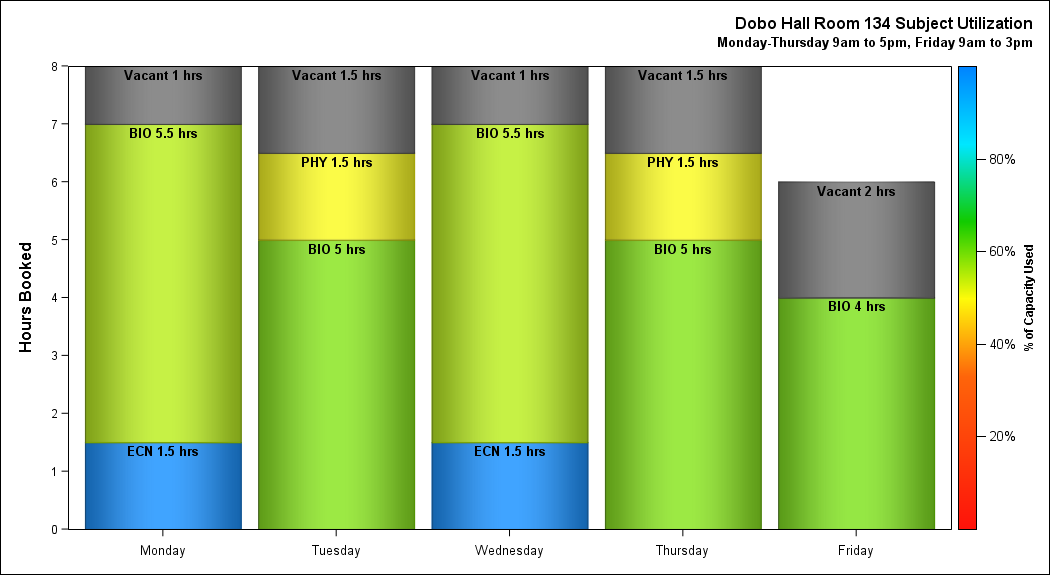 Dobo Hall Room 134 Subject Utilization
Monday-Thursday 9am to 5pm, Friday 9am to 3pm
Hours Booked
8
7
6
5
4
3
2
1
0
Vacant 1 hrs
BIO 5.5 hrs
ECN 1.5 hrs
Vacant 1.5 hrs
PHY 1.5 hrs
BIO 5 hrs
Vacant 1 hrs
BIO 5.5 hrs
ECN 1.5 hrs
Vacant 1.5 hrs
PHY 1.5 hrs
BIO 5 hrs
Vacant 2 hrs
BIO 4 hrs
Monday
Tuesday
Wednesday
Thursday
Friday
80%
60%
40%
20%
% of Capacity Used